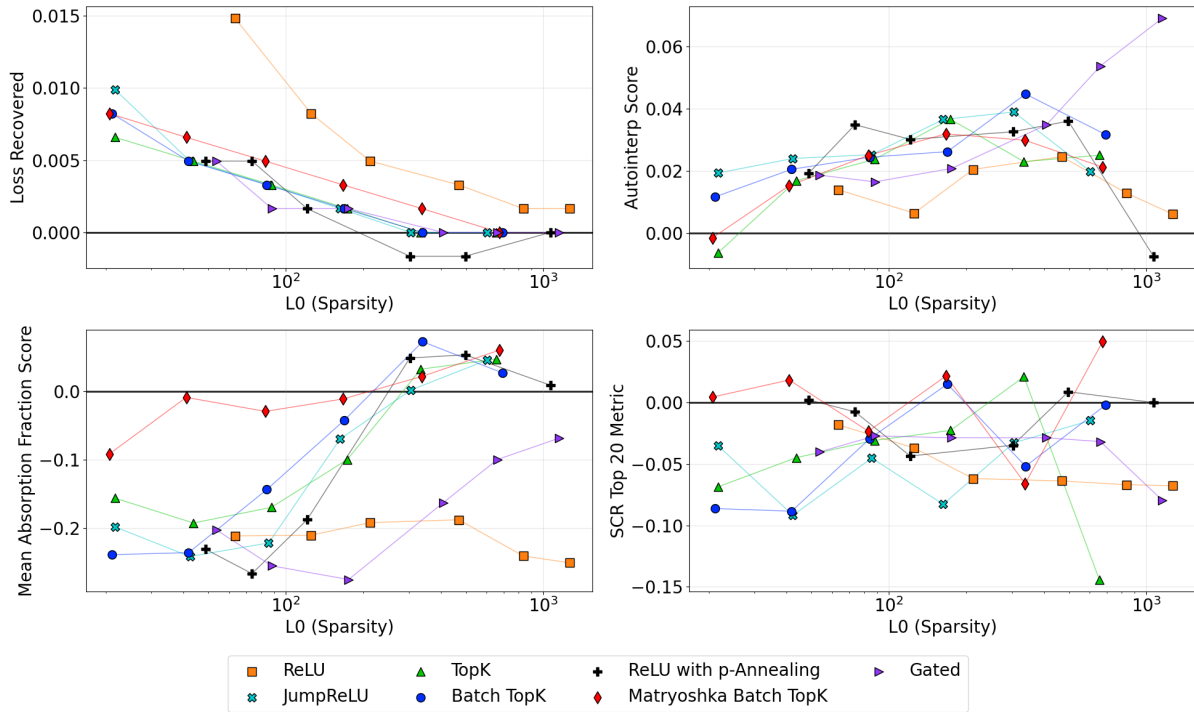 0.015
0.010
0.005
0.000
Loss Recovered
10²
10³
L0 (Sparsity)
0.06
0.04
0.02
0.00
Autointerp Score
10²
10³
L0 (Sparsity)
0.0
−0.1
−0.2
Mean Absorption Fraction Score
10²
10³
L0 (Sparsity)
0.05
0.00
−0.05
−0.10
−0.15
SCR Top 20 Metric
10²
10³
L0 (Sparsity)
ReLU
JumpReLU
TopK
Batch TopK
ReLU with p-Annealing
Matryoshka Batch TopK
Gated